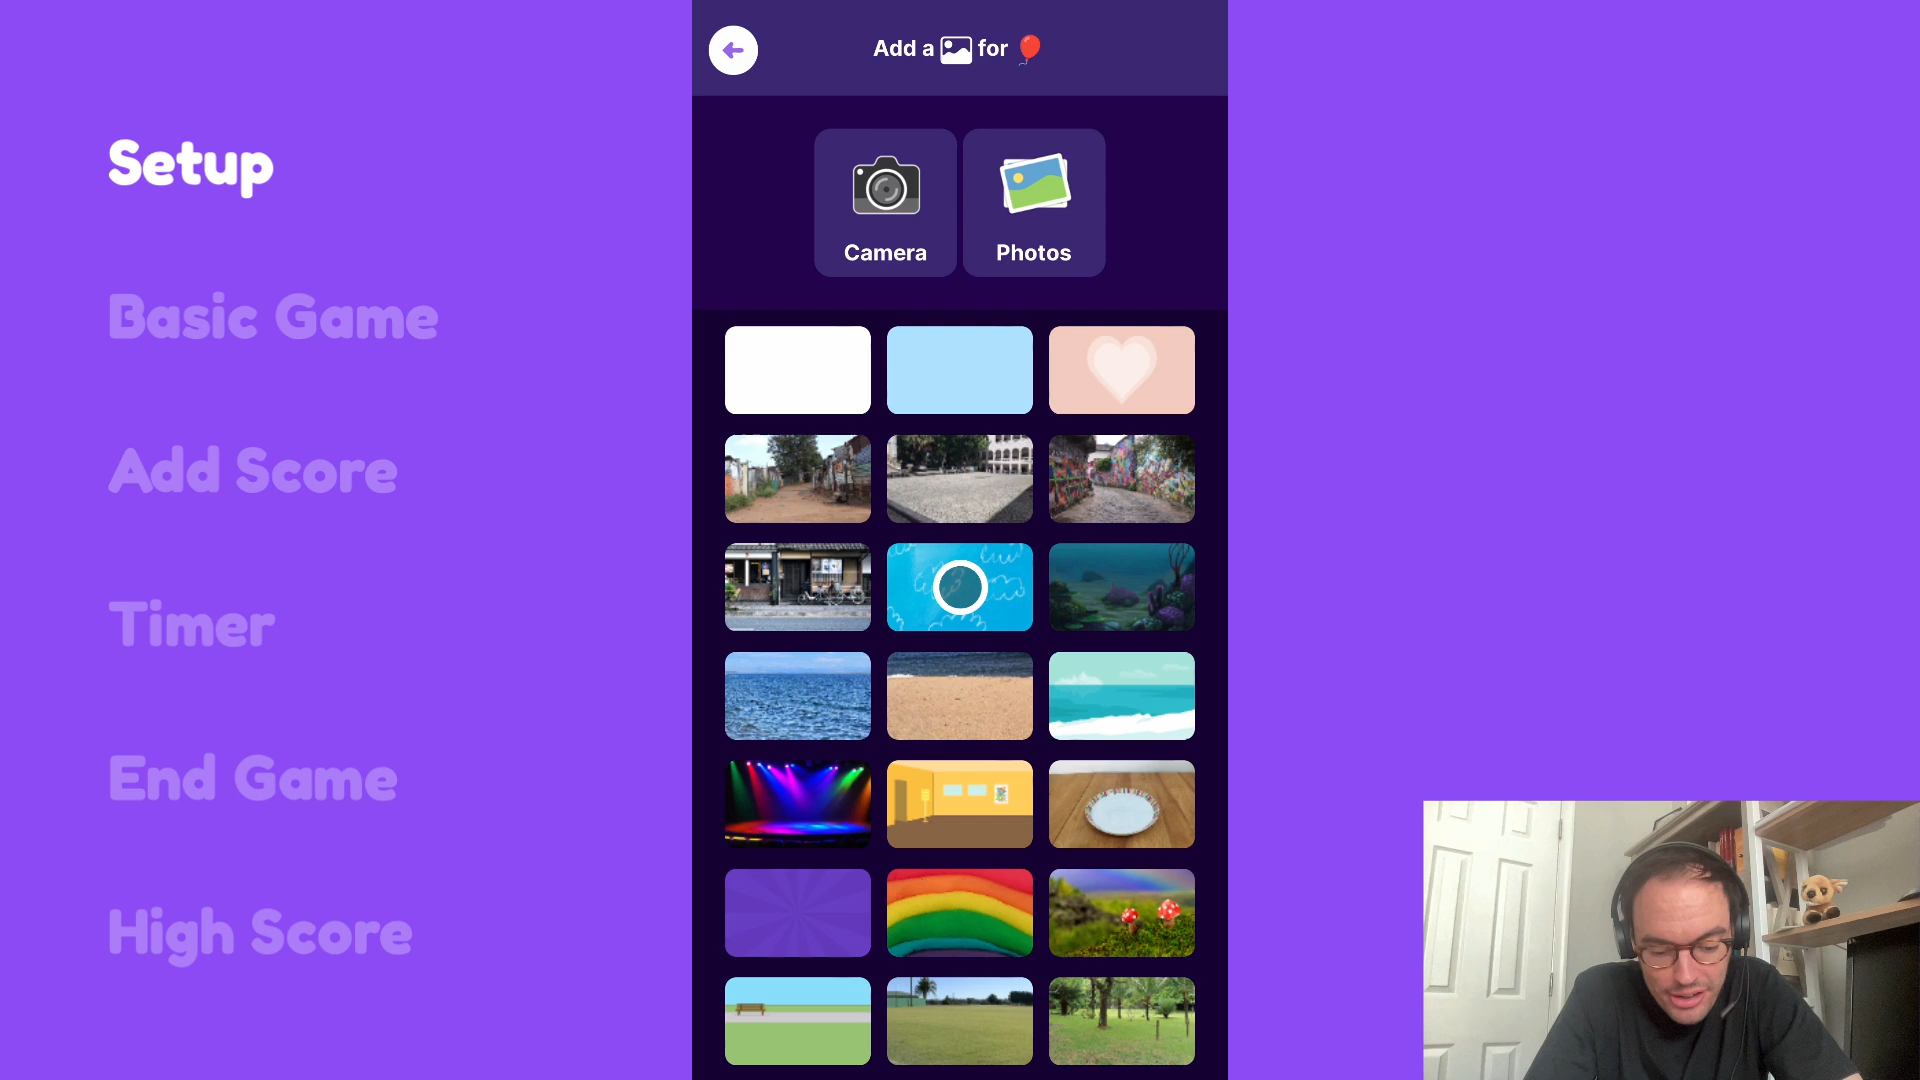 Setup
Basic Game
Add Score
Timer
End Game
High Score
Add a for
Camera
Photos